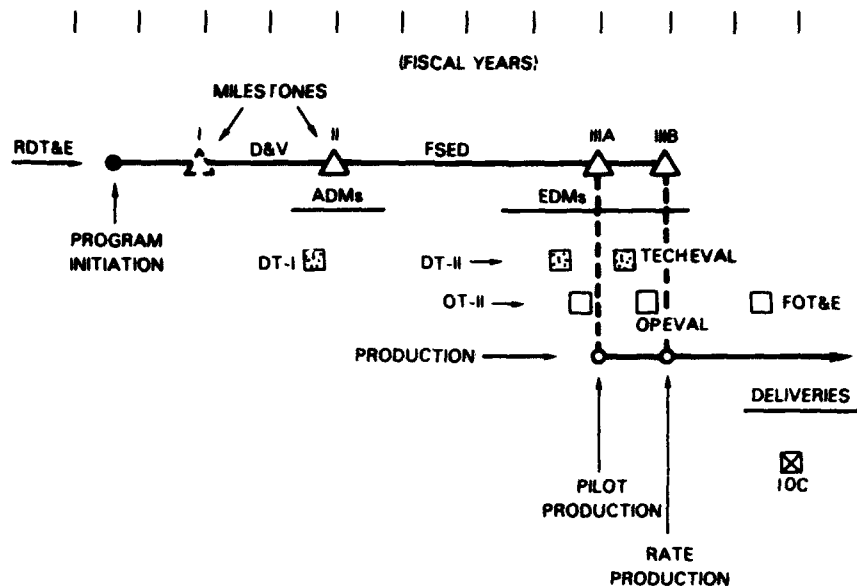 (FISCAL YEARS)
MILESTONES
I II IIIA IIIB
RDT&E D&V FSED
ADMs EDMs
PROGRAM
INITIATION
DT-I DT-II TECHEVAL
OT-II FOT&E
OPEVAL
PRODUCTION
DELIVERIES
IOC
PILOT
PRODUCTION
RATE
PRODUCTION